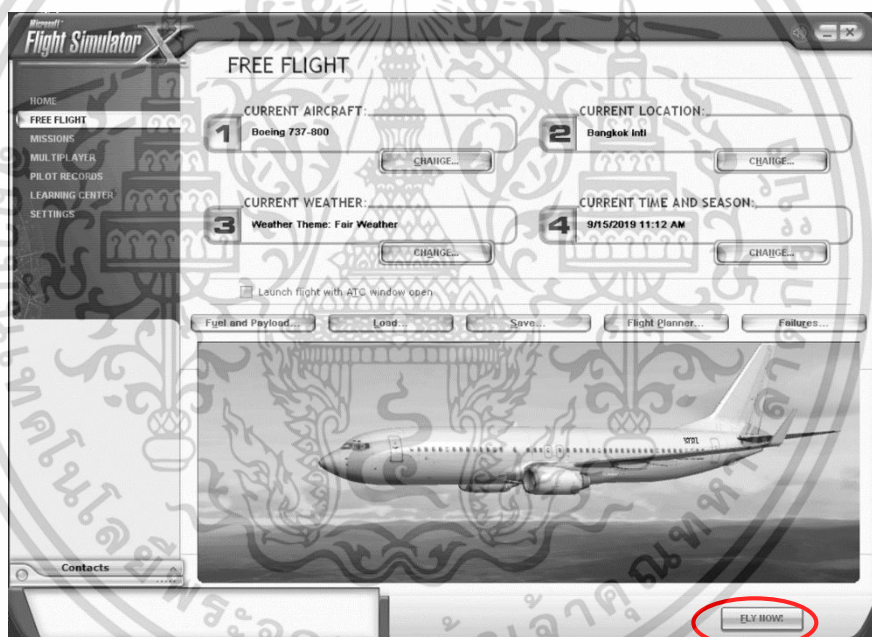 Microsoft
Flight Simulator X
FREE FLIGHT
HOME
FREE FLIGHT
MISSIONS
MULTIPLAYER
PILOT RECORDS
LEARNING CENTER
SETTINGS
CURRENT AIRCRAFT:
1
Boeing 737-800
CHANGE...
CURRENT LOCATION:
2
Bangkok Intl
CHANGE...
CURRENT WEATHER:
3
Weather Theme: Fair Weather
CHANGE...
CURRENT TIME AND SEASON:
4
9/15/2019 11:12 AM
CHANGE...
Launch flight with ATC window open
Fuel and Payload...
Load...
Save...
Flight Planner...
Failures...
Contacts
FLY NOW!